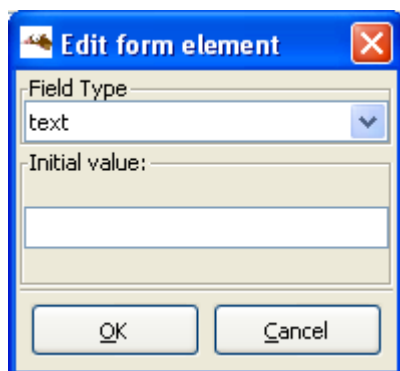 Edit form element
Field Type
text
Initial value:
OK
Cancel